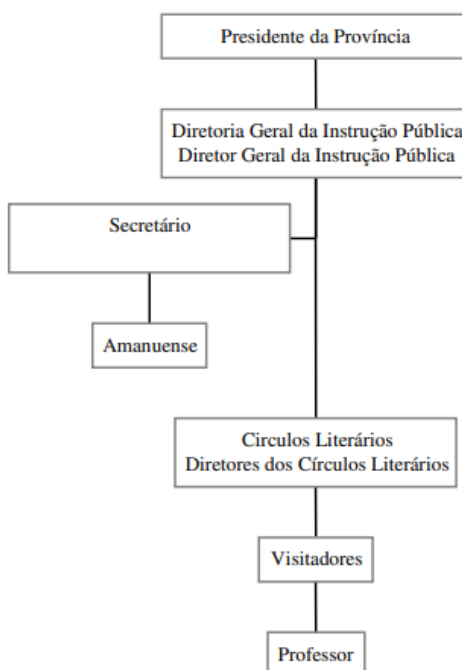 Presidente da Província
Diretoria Geral da Instrução Pública
Diretor Geral da Instrução Pública
Secretário
Amanuense
Circulos Literários
Diretores dos Círculos Literários
Visitadores
Professor